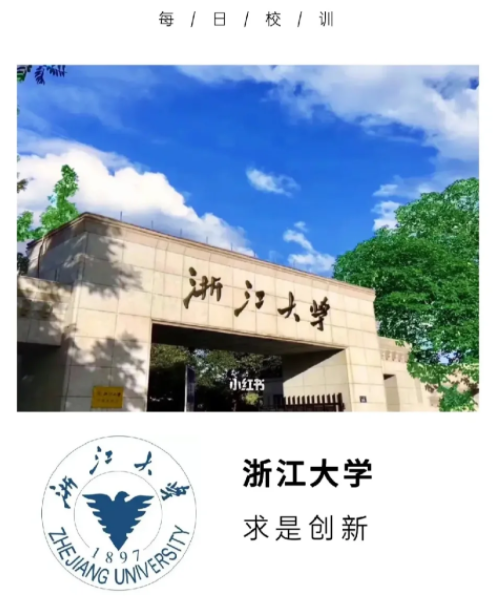 每 / 日 / 校 / 训
浙江大学
小红书
浙江大学
1897
ZHEJIANG UNIVERSITY
浙江大学
求是创新